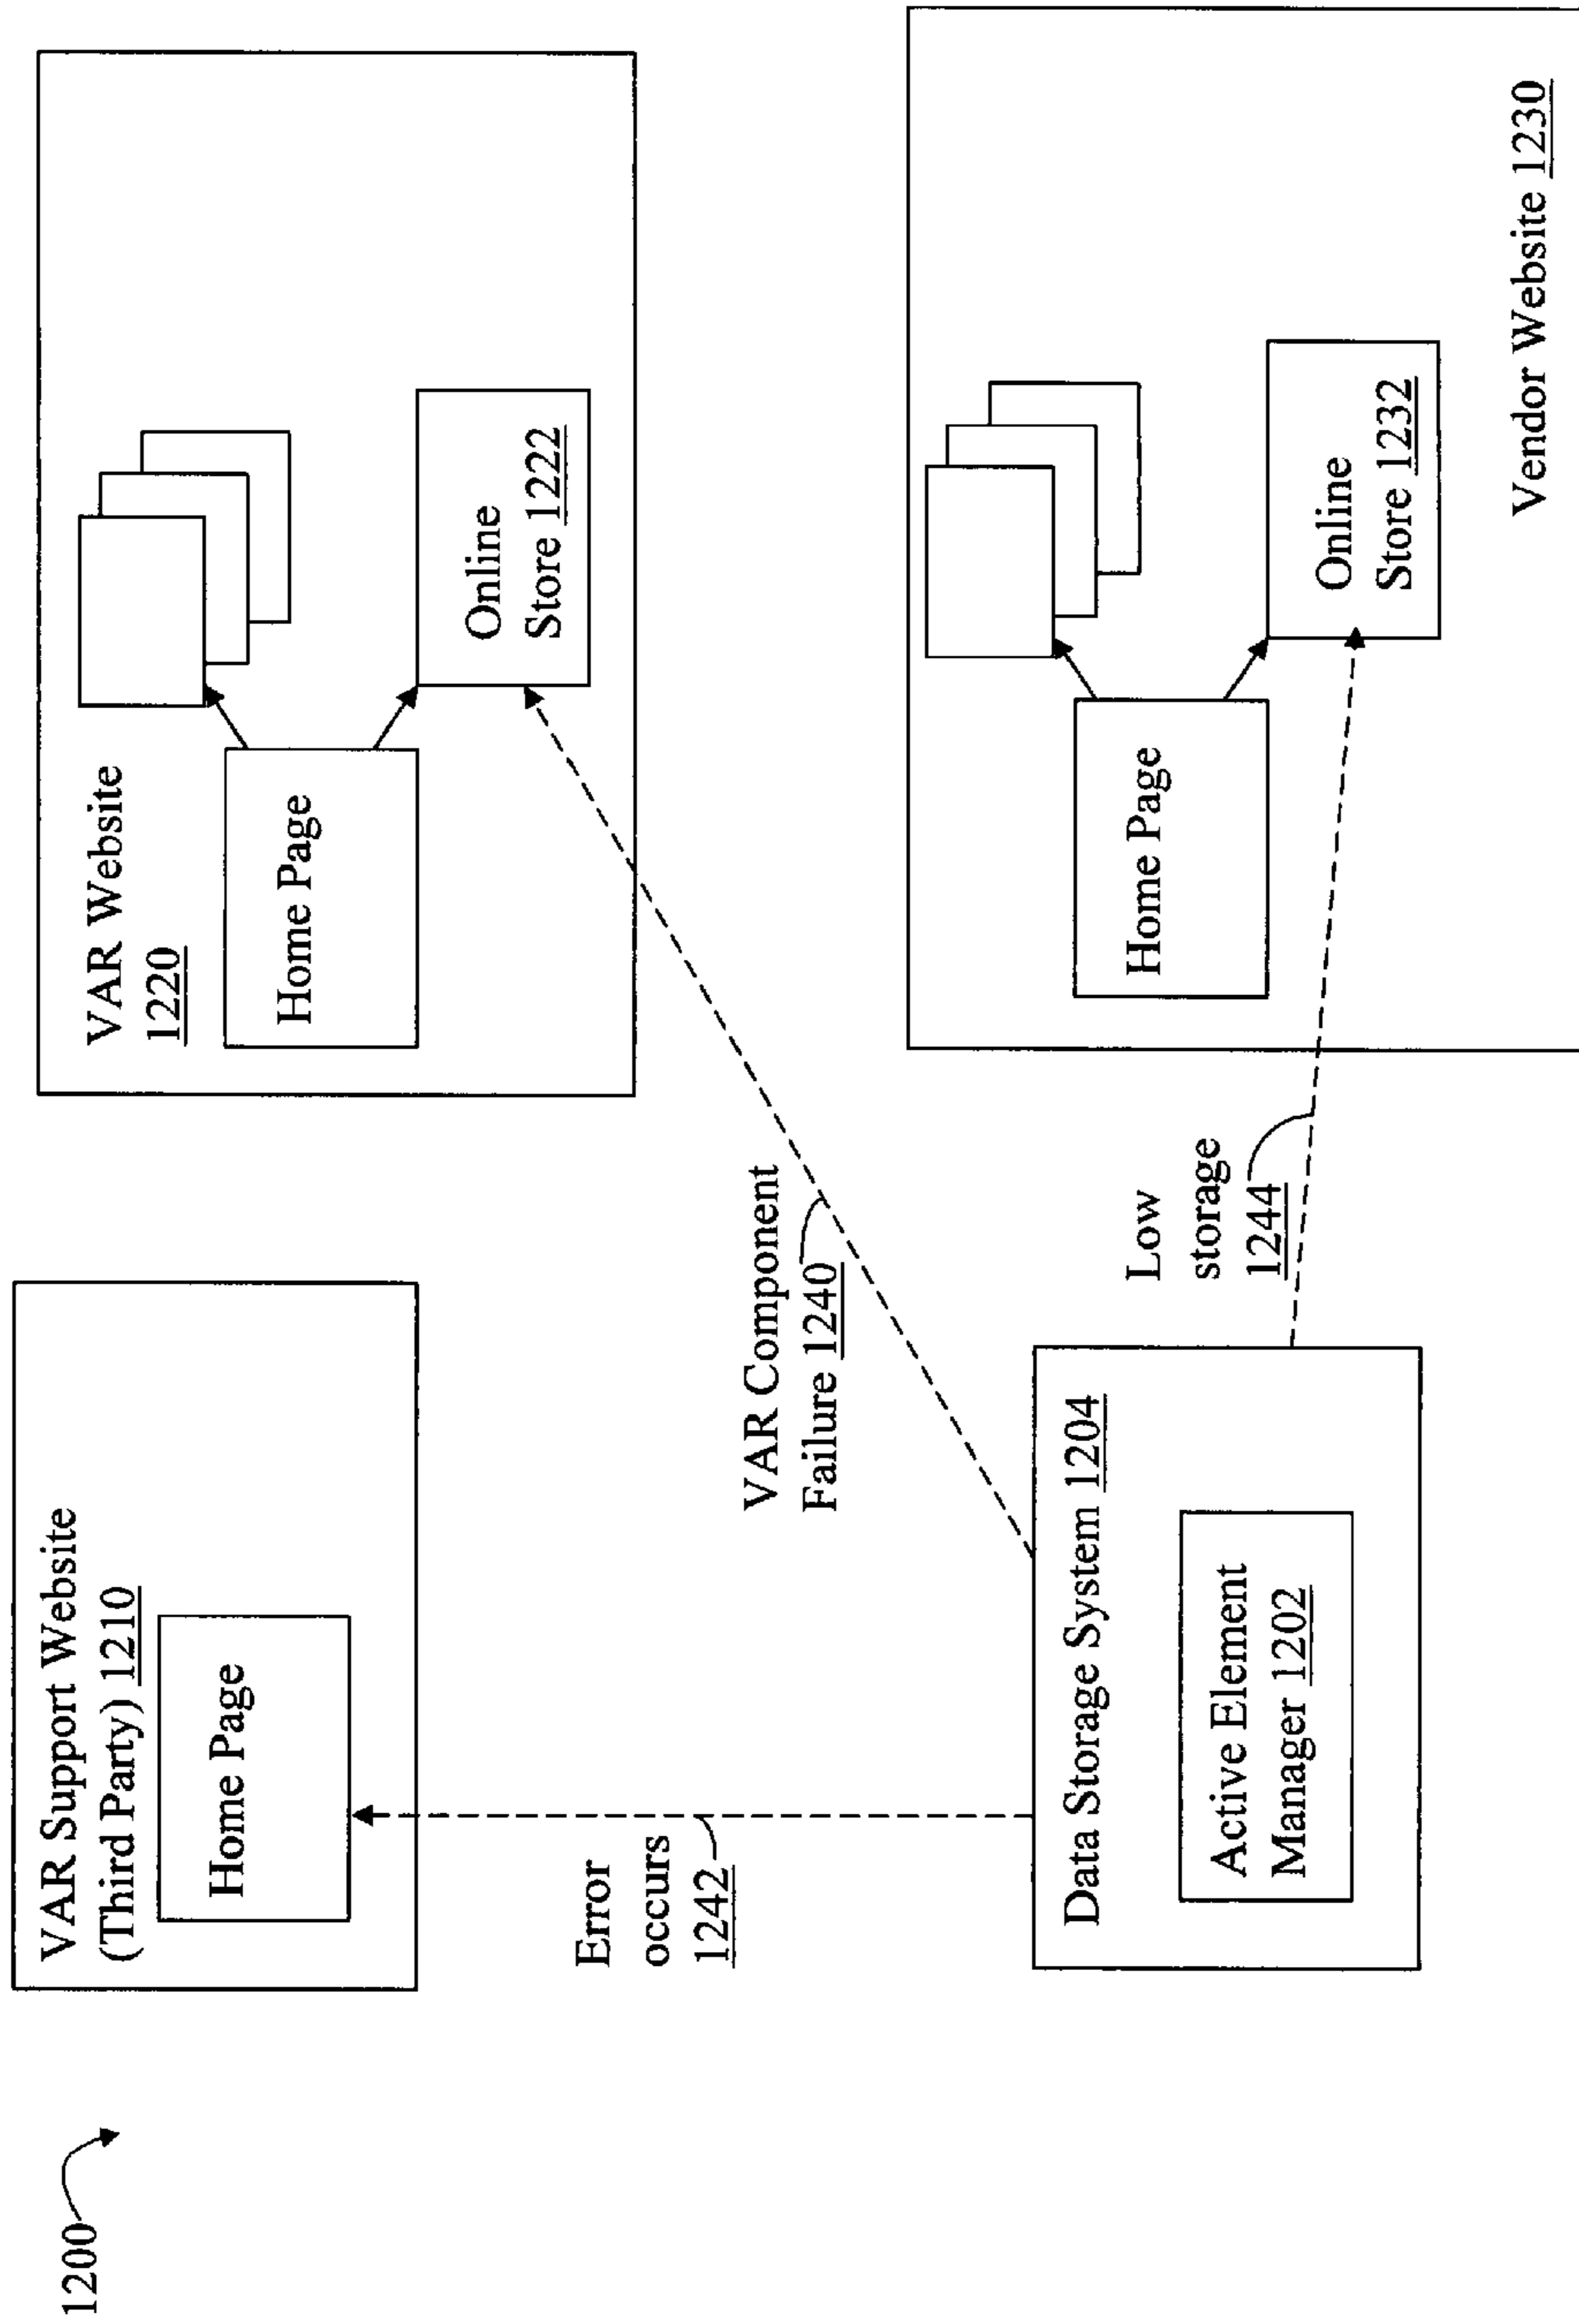 1200
VAR Support Website
(Third Party) 1210
Home Page
VAR Website
1220
Home Page
Online
Store 1222
Error
occurs
1242
VAR Component
Failure 1240
Data Storage System 1204
Active Element
Manager 1202
Low
storage
1244
Home Page
Online
Store 1232
Vendor Website 1230